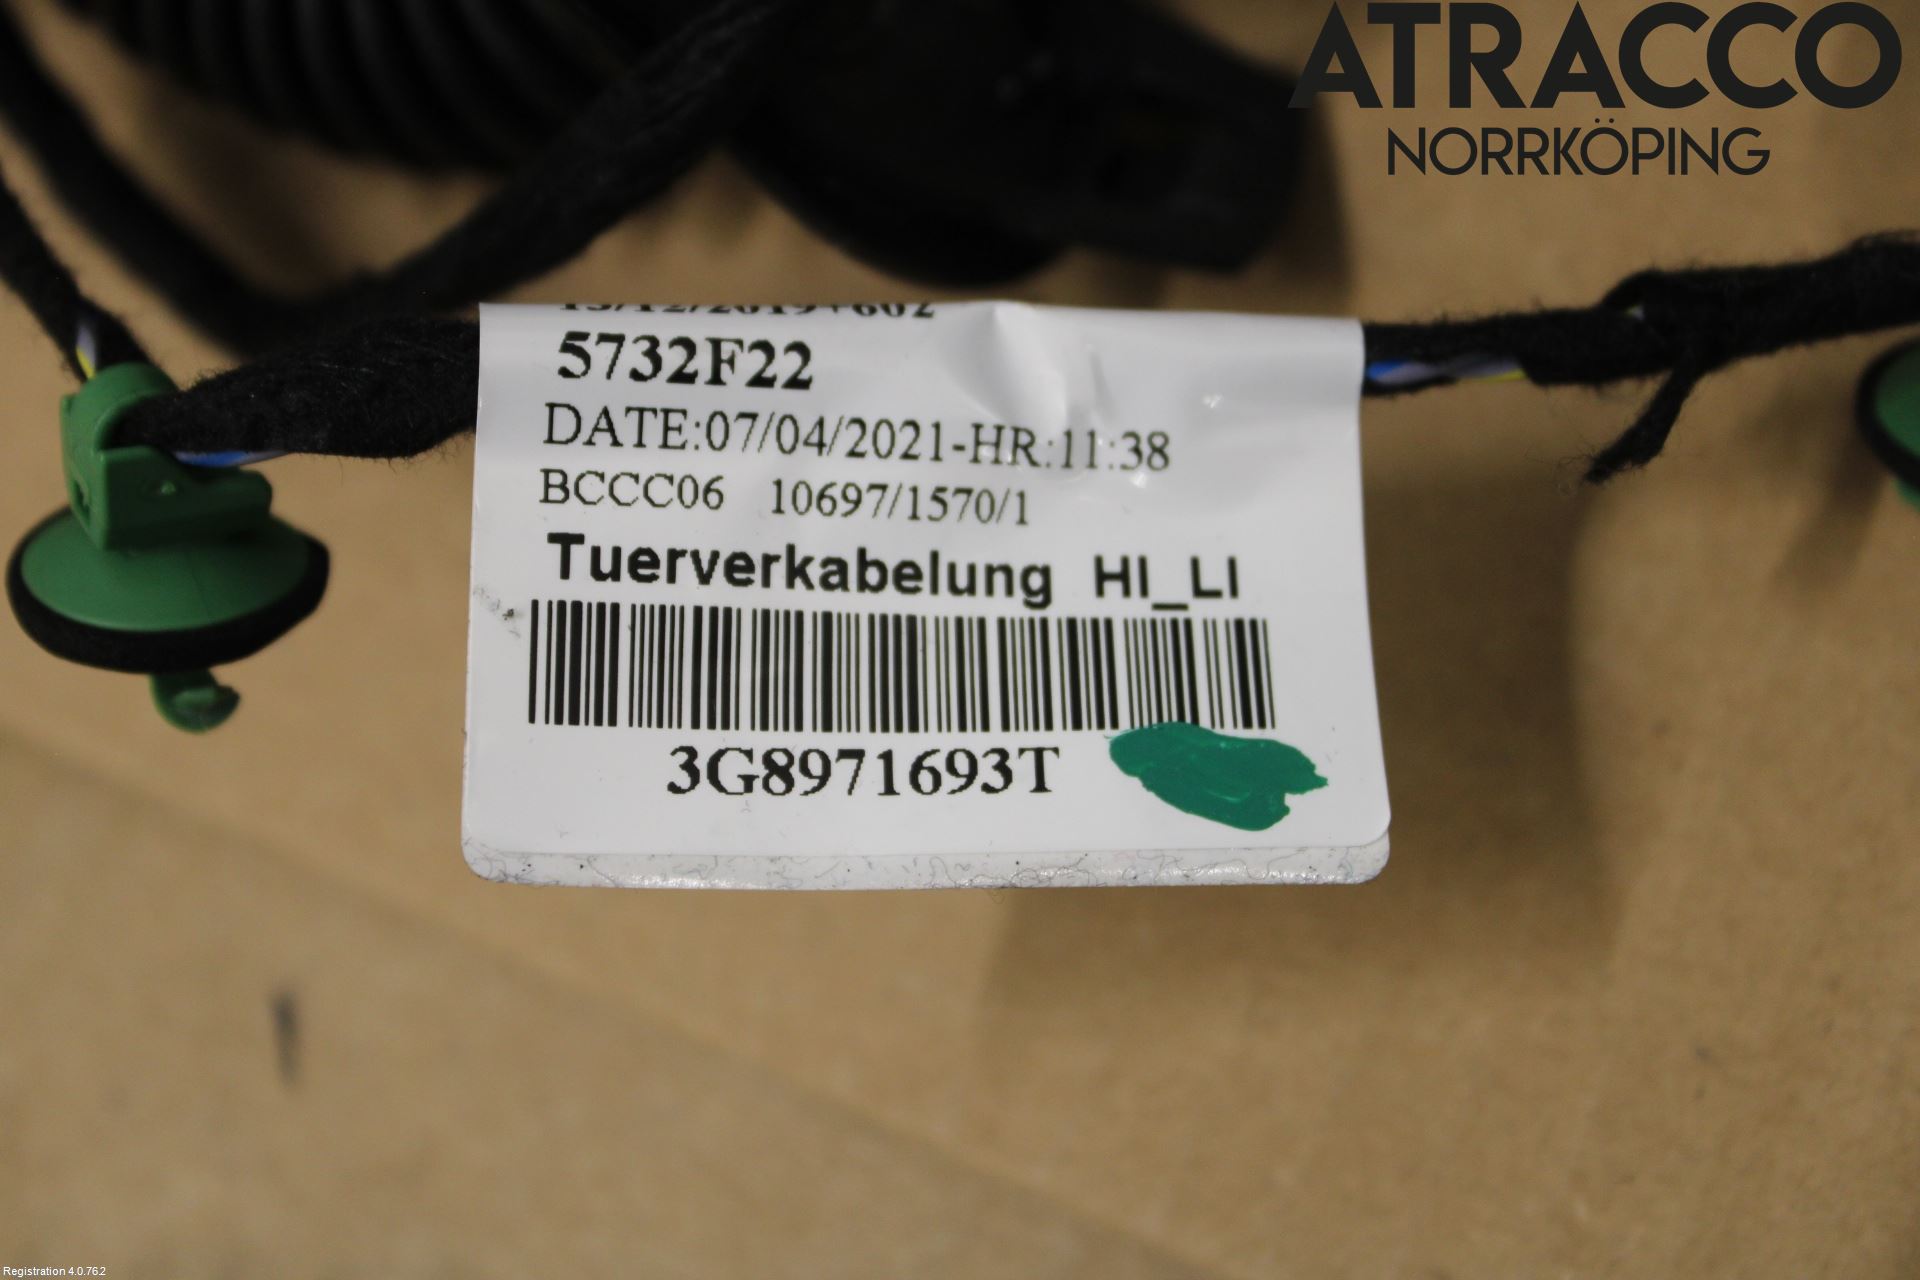 ATRACCO
NORRKÖPING
5732F22
DATE:07/04/2021-HR:11:38
BCCC06 10697/1570/1
Tuerverkabelung HI_LI
3G8971693T
Registration 4.0.762